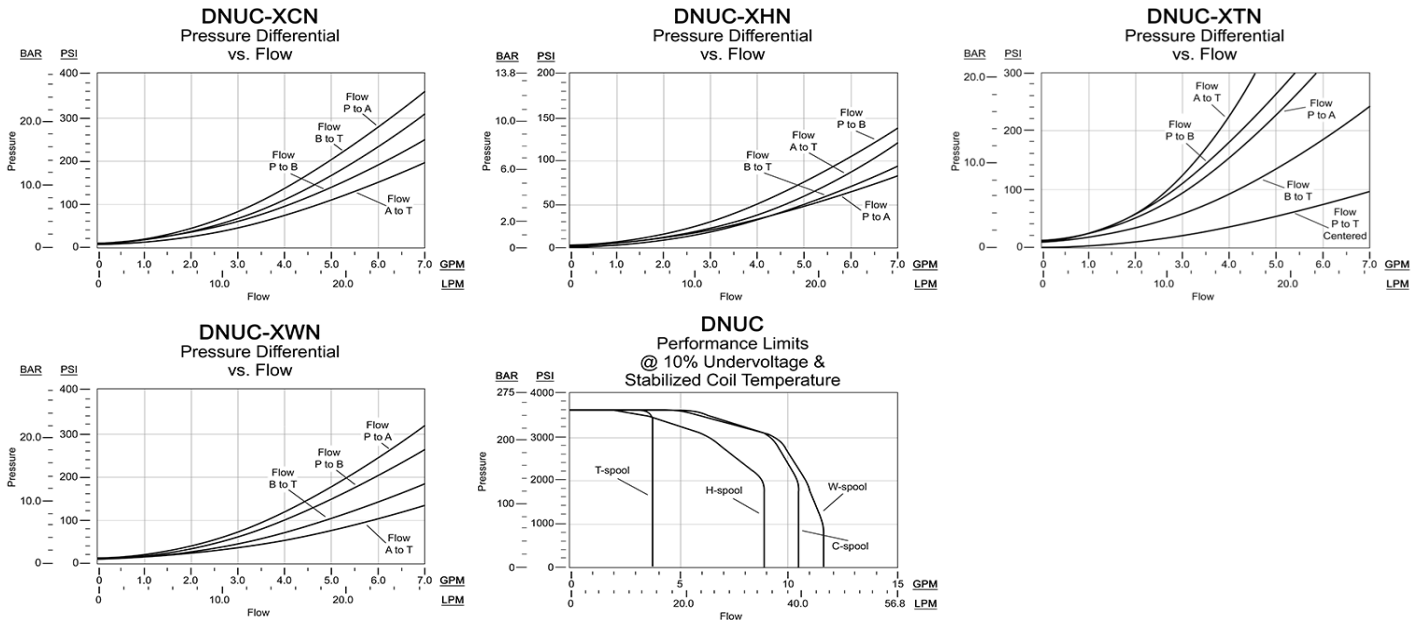 DNUC-XCN
Pressure Differential
vs. Flow
BAR PSI
400
300
20.0
200
10.0
100
0 0
Pressure
Flow
P to A
Flow
B to T
Flow
P to B
Flow
A to T
0 1.0 2.0 3.0 4.0 5.0 6.0 7.0 GPM
0 10.0 20.0 LPM
Flow
DNUC-XHN
Pressure Differential
vs. Flow
BAR PSI
13.8 200
10.0 150
6.0 100
2.0 50
0 0
Pressure
Flow
P to B
Flow
A to T
Flow
B to T
Flow
P to A
0 1.0 2.0 3.0 4.0 5.0 6.0 7.0 GPM
0 10.0 20.0 LPM
Flow
DNUC-XTN
Pressure Differential
vs. Flow
BAR PSI
20.0 300
200
10.0
100
0 0
Pressure
Flow
A to T
Flow
P to B
Flow
P to A
Flow
B to T
Flow
P to T
Centered
0 1.0 2.0 3.0 4.0 5.0 6.0 7.0 GPM
0 10.0 20.0 LPM
Flow
DNUC-XWN
Pressure Differential
vs. Flow
BAR PSI
400
300
20.0
200
10.0
100
0 0
Pressure
Flow
P to A
Flow
P to B
Flow
B to T
Flow
A to T
0 1.0 2.0 3.0 4.0 5.0 6.0 7.0 GPM
0 10.0 20.0 LPM
Flow
DNUC
Performance Limits
@ 10% Undervoltage &
Stabilized Coil Temperature
BAR PSI
275 4000
200 3000
2000
100
1000
0 0
Pressure
T-spool
H-spool
W-spool
C-spool
0 5 10 15 GPM
0 20.0 40.0 56.8 LPM
Flow